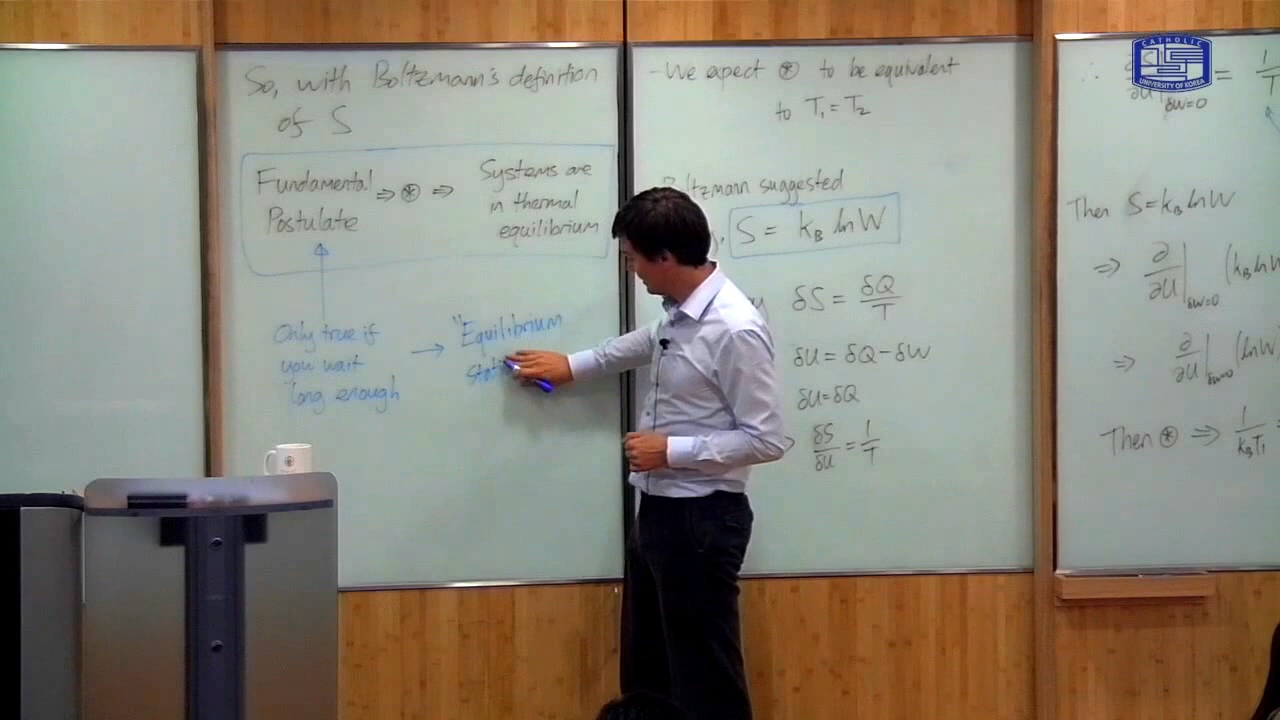 So, with Boltzmann's definition
of S
Fundamental
Postulate
⇒ ⊛ ⇒
Systems are
in thermal
equilibrium
Only true if
you wait
long enough
→ "Equilibrium
- We apect ⊛ to be equivalent
to T₁ = T₂
suggested
S = k_B ln W
δS = δQ/T
δU = δQ - δW
δU = δQ
δS/δU = 1/T
CATHOLIC
UNIVERSITY OF KOREA
∴
δW=0
= 1/T
Then S = k_B ln W
⇒ ∂/∂U|δW=0 (k_B ln W
⇒ ∂/∂U|δW=0 (ln W
Then ⊛ ⇒ 1/k_BT₁ =